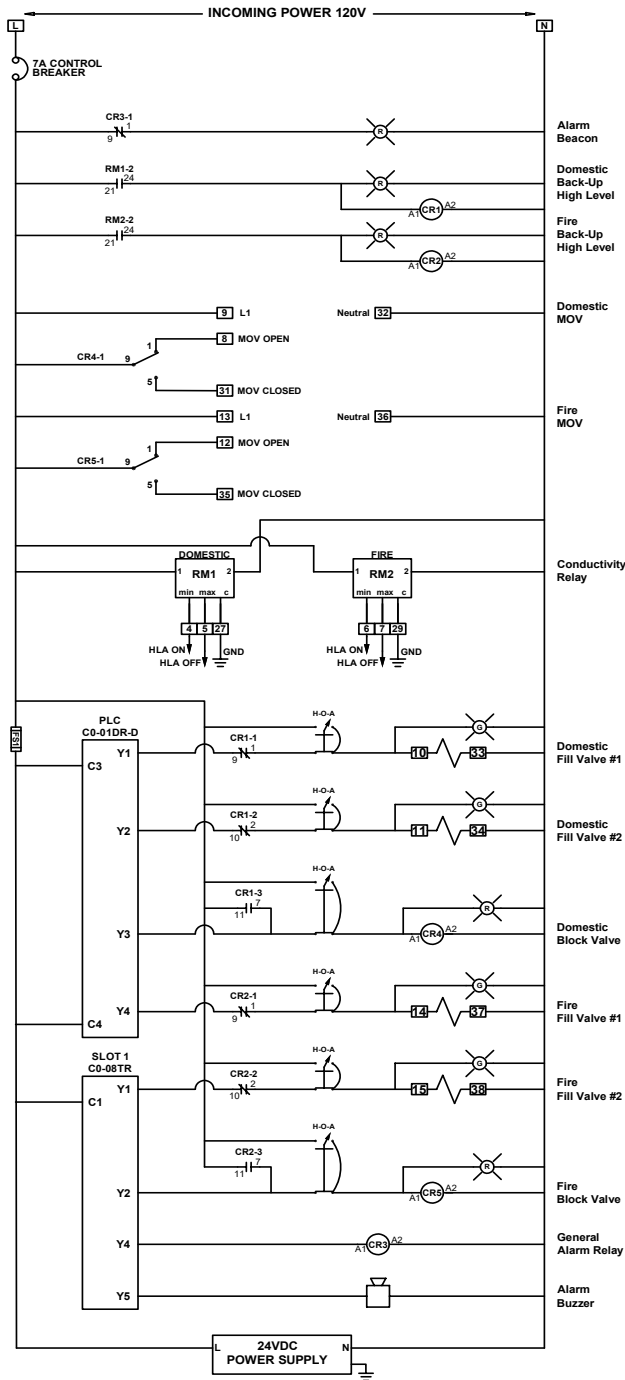 INCOMING POWER 120V
L
N
7A CONTROL
BREAKER
CR3-1
1
9
R
Alarm
Beacon
RM1-2
24
21
R
A1 CR1 A2
Domestic
Back-Up
High Level
RM2-2
24
21
R
A1 CR2 A2
Fire
Back-Up
High Level
9 L1
Neutral 32
Domestic
MOV
8 MOV OPEN
CR4-1
9
1
5
31 MOV CLOSED
13 L1
Neutral 36
Fire
MOV
12 MOV OPEN
CR5-1
9
1
5
35 MOV CLOSED
DOMESTIC
1 RM1 2
min max c
4 5 27
HLA ON
HLA OFF
GND
FIRE
1 RM2 2
min max c
6 7 29
HLA ON
HLA OFF
GND
Conductivity
Relay
FS1
PLC
C0-01DR-D
C3
C4
Y1
CR1-1
1
9
H-O-A
G
10 33
Domestic
Fill Valve #1
Y2
CR1-2
2
10
H-O-A
G
11 34
Domestic
Fill Valve #2
Y3
CR1-3
7
11
H-O-A
R
A1 CR4 A2
Domestic
Block Valve
Y4
CR2-1
1
9
H-O-A
G
14 37
Fire
Fill Valve #1
SLOT 1
C0-08TR
C1
Y1
CR2-2
2
10
H-O-A
G
15 38
Fire
Fill Valve #2
Y2
CR2-3
7
11
H-O-A
R
A1 CR5 A2
Fire
Block Valve
Y4
A1 CR3 A2
General
Alarm Relay
Y5
Alarm
Buzzer
L 24VDC N
POWER SUPPLY